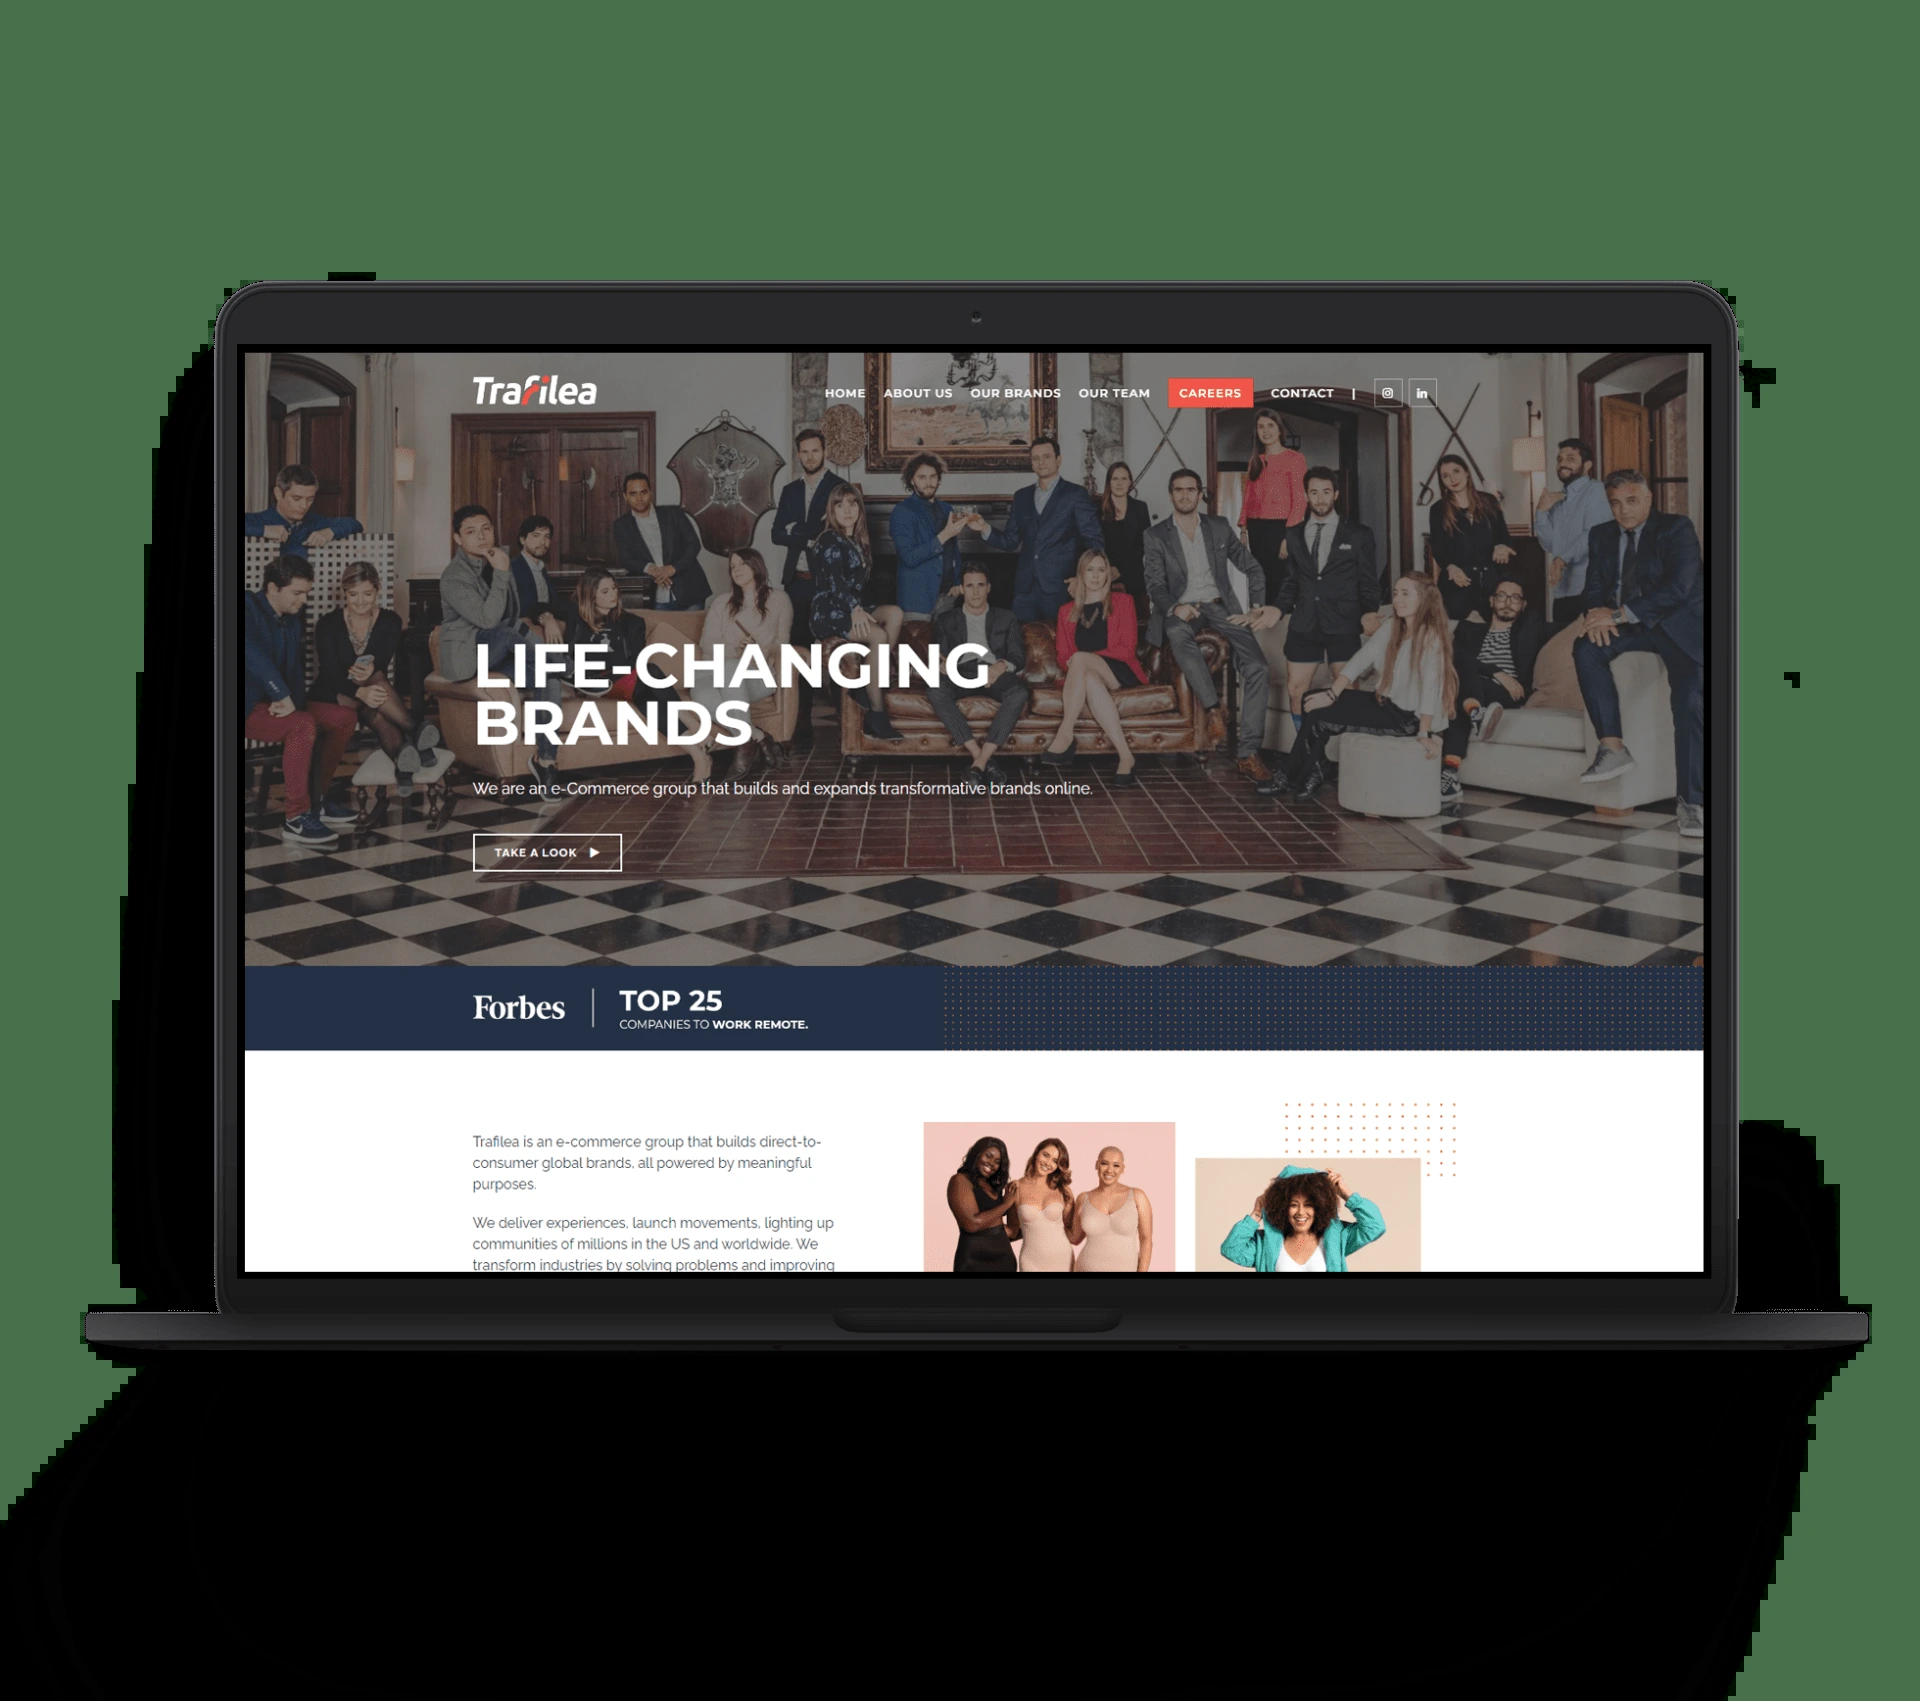 Trafilea
HOME ABOUT US OUR BRANDS OUR TEAM CAREERS CONTACT | in
LIFE-CHANGING
BRANDS
We are an e-Commerce group that builds and expands transformative brands online.
TAKE A LOOK
Forbes
TOP 25
COMPANIES TO WORK REMOTE.
Trafilea is an e-commerce group that builds direct-to-
consumer global brands, all powered by meaningful
purposes.
We deliver experiences, launch movements, lighting up
communities of millions in the US and worldwide. We
transform industries by solving problems and improving